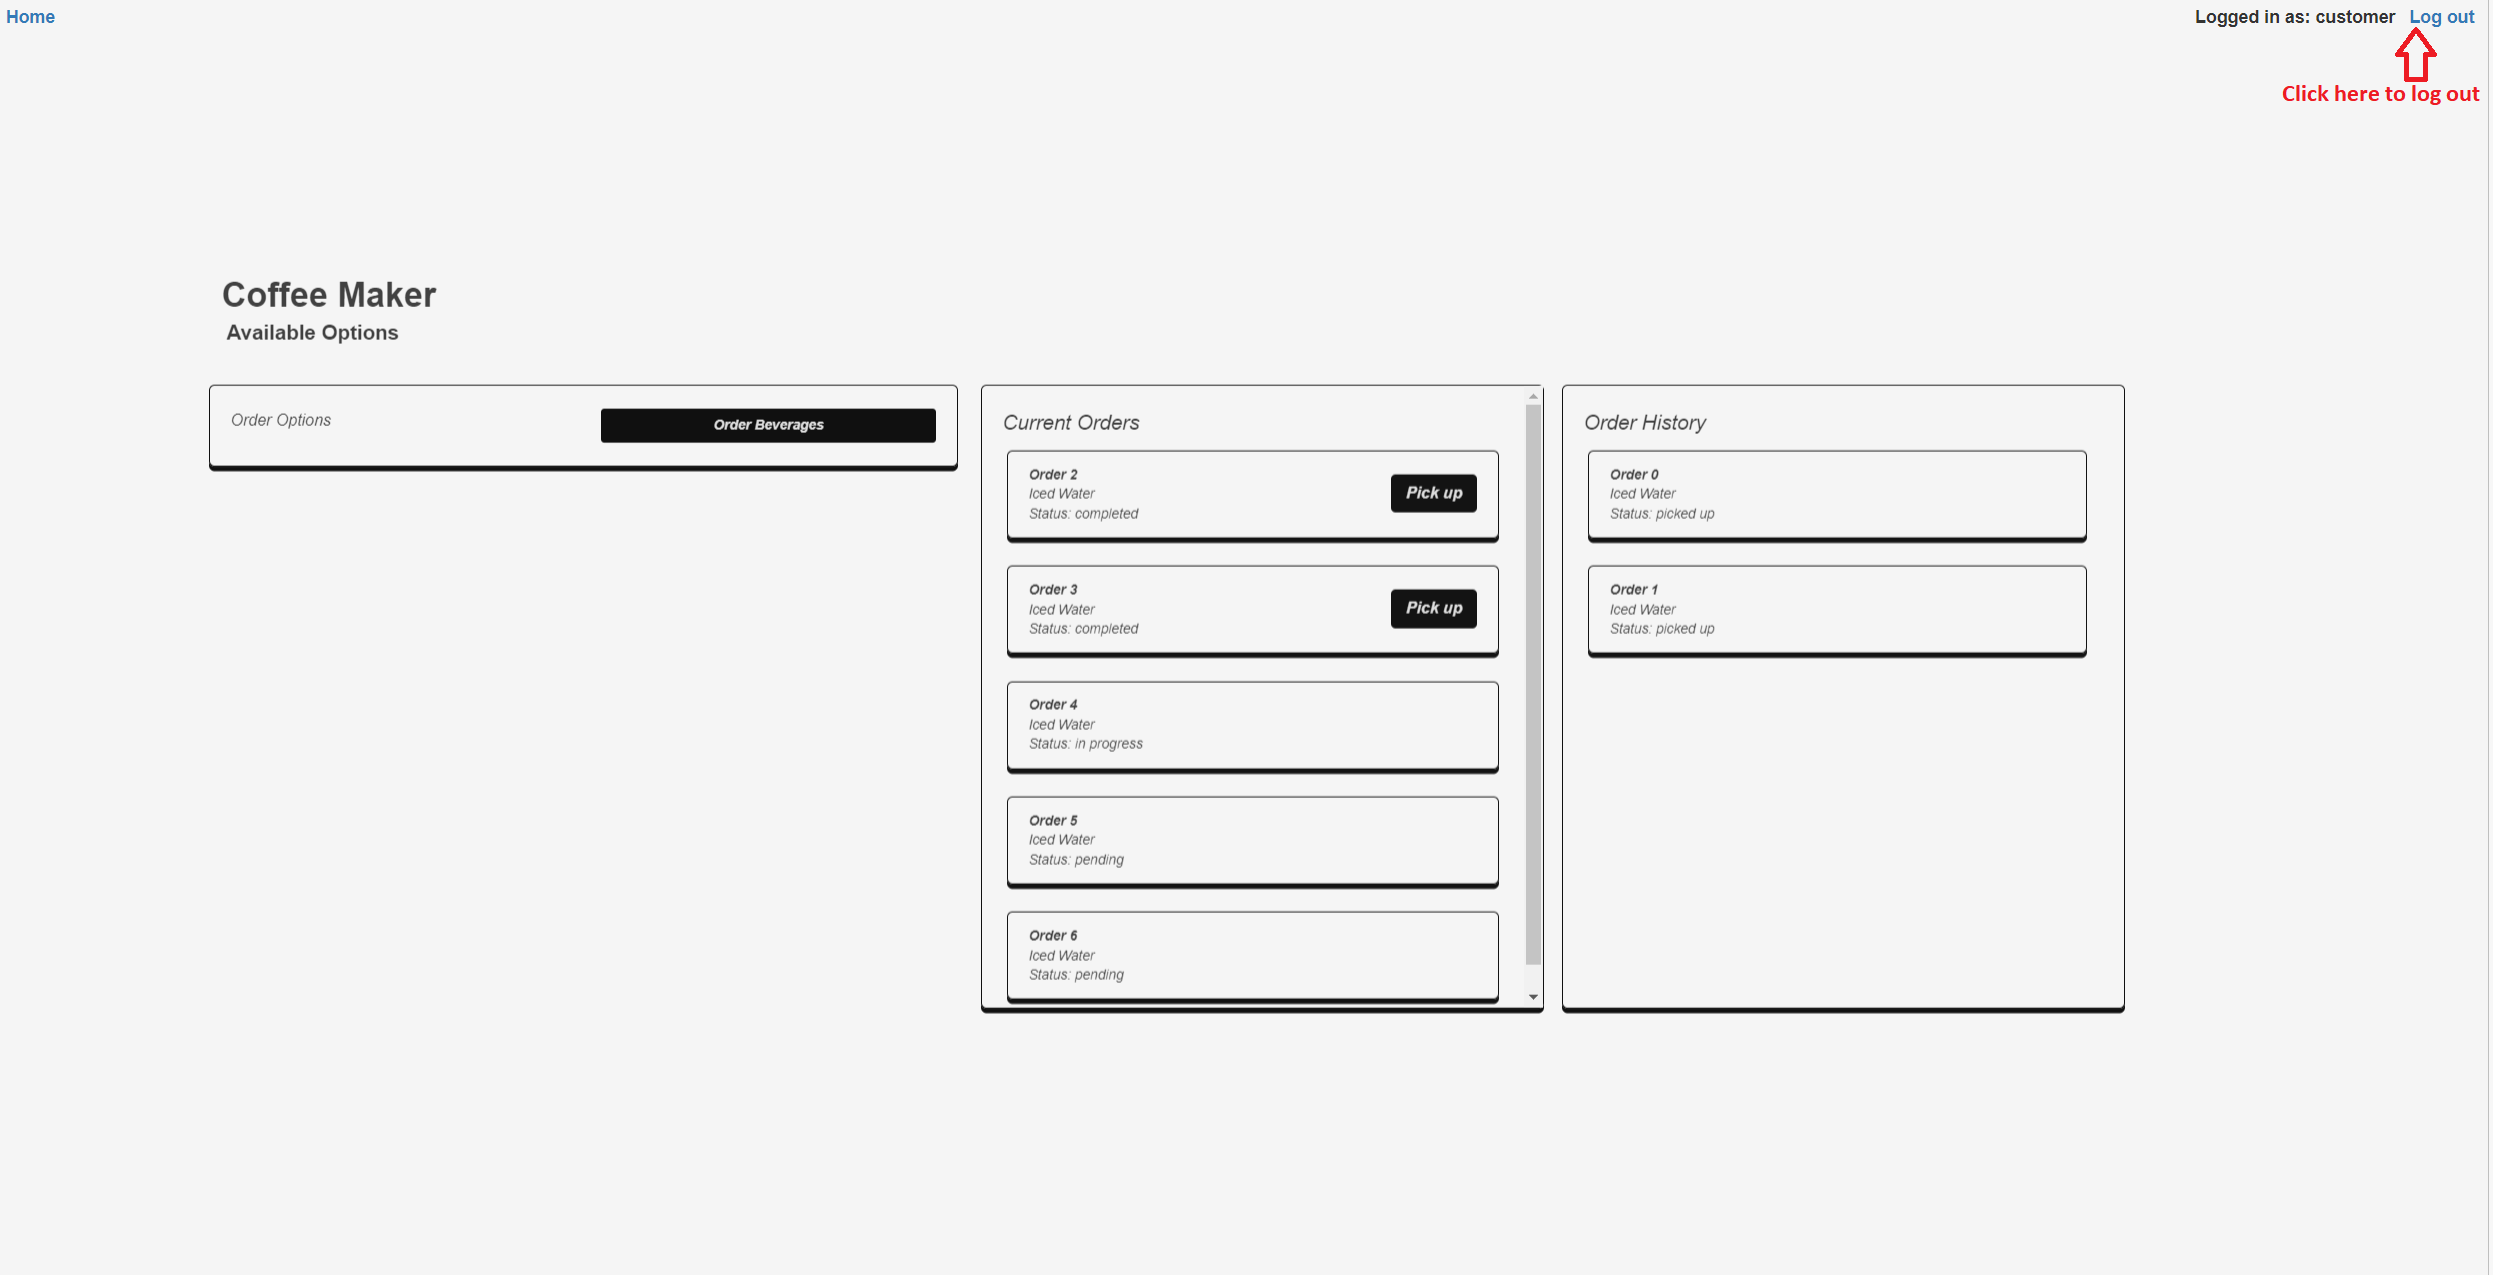 Home
Logged in as: customer Log out
Click here to log out
Coffee Maker
Available Options
Order Options
Order Beverages
Current Orders
Order 2
Iced Water
Status: completed
Pick up
Order 3
Iced Water
Status: completed
Pick up
Order 4
Iced Water
Status: in progress
Order 5
Iced Water
Status: pending
Order 6
Iced Water
Status: pending
Order History
Order 0
Iced Water
Status: picked up
Order 1
Iced Water
Status: picked up